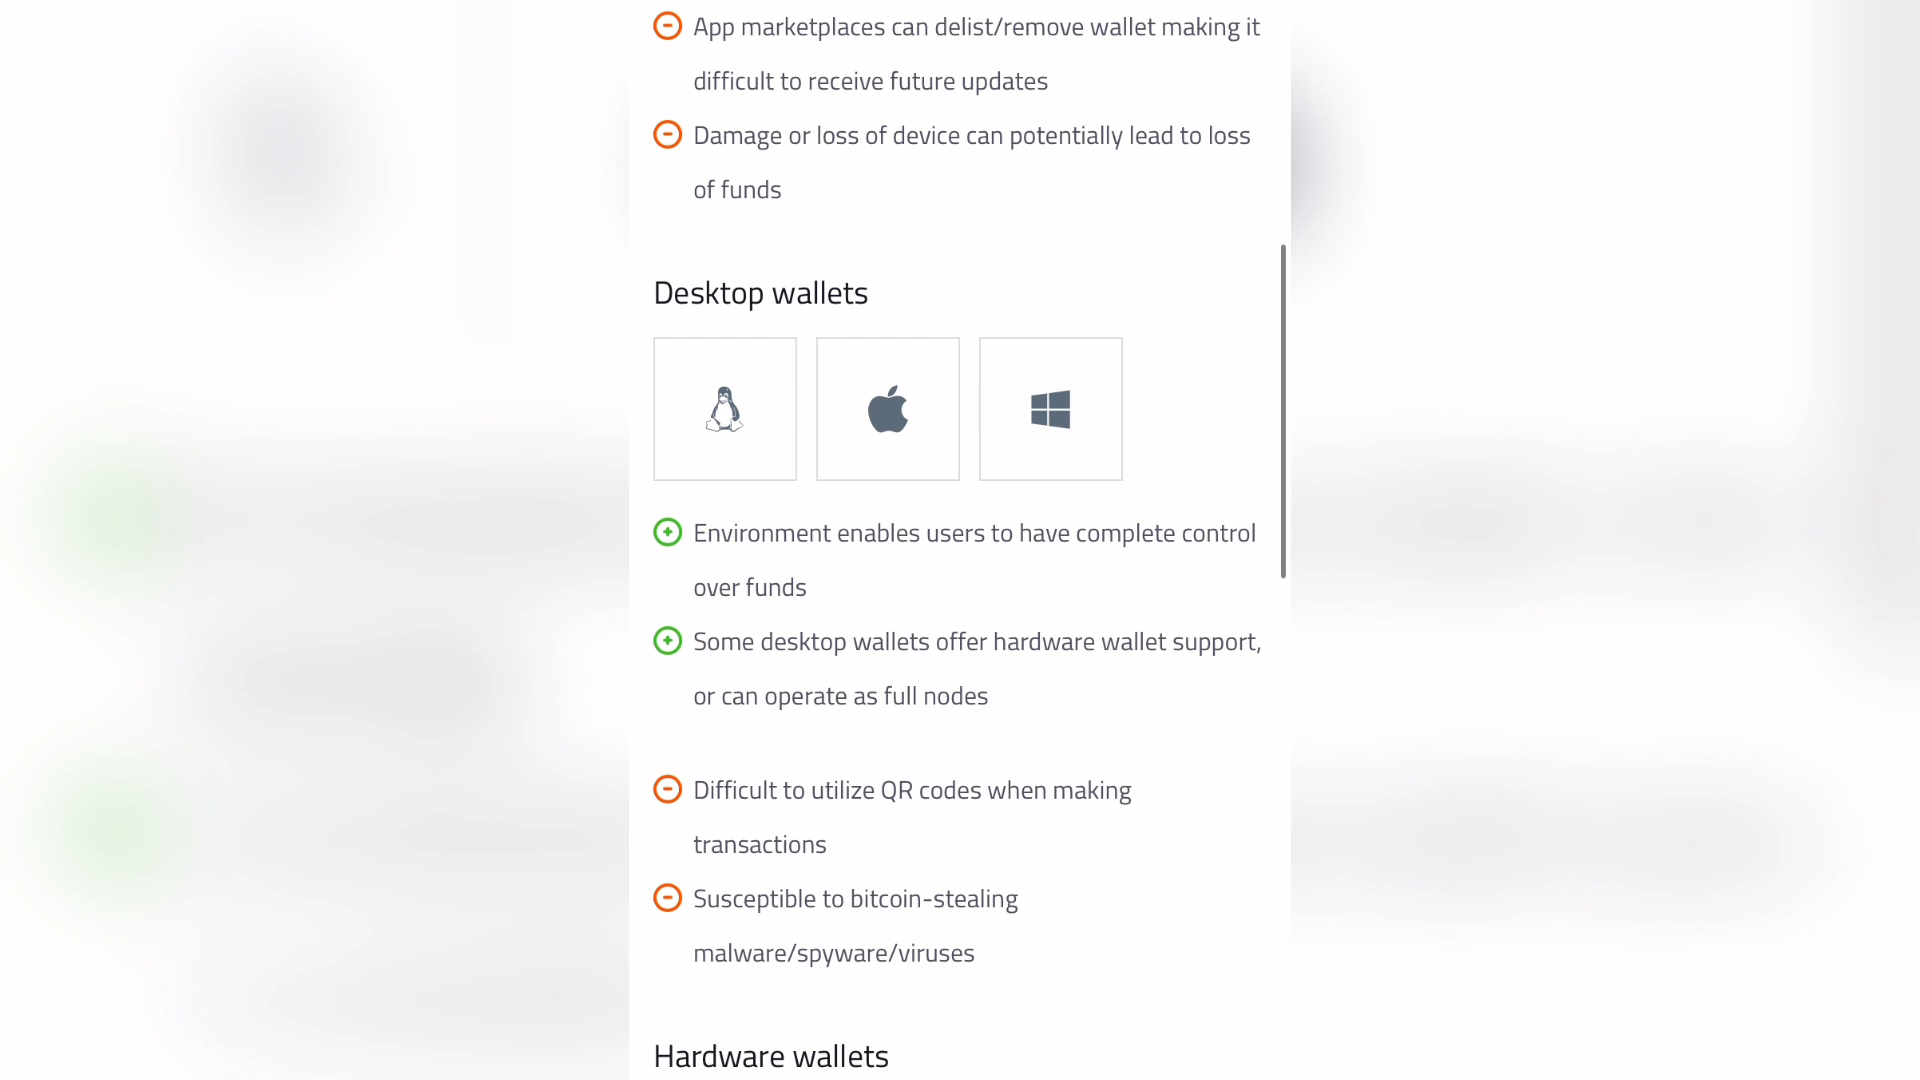 App marketplaces can delist/remove wallet making it
difficult to receive future updates
Damage or loss of device can potentially lead to loss
of funds
Desktop wallets
Environment enables users to have complete control
over funds
Some desktop wallets offer hardware wallet support,
or can operate as full nodes
Difficult to utilize QR codes when making
transactions
Susceptible to bitcoin-stealing
malware/spyware/viruses
Hardware wallets